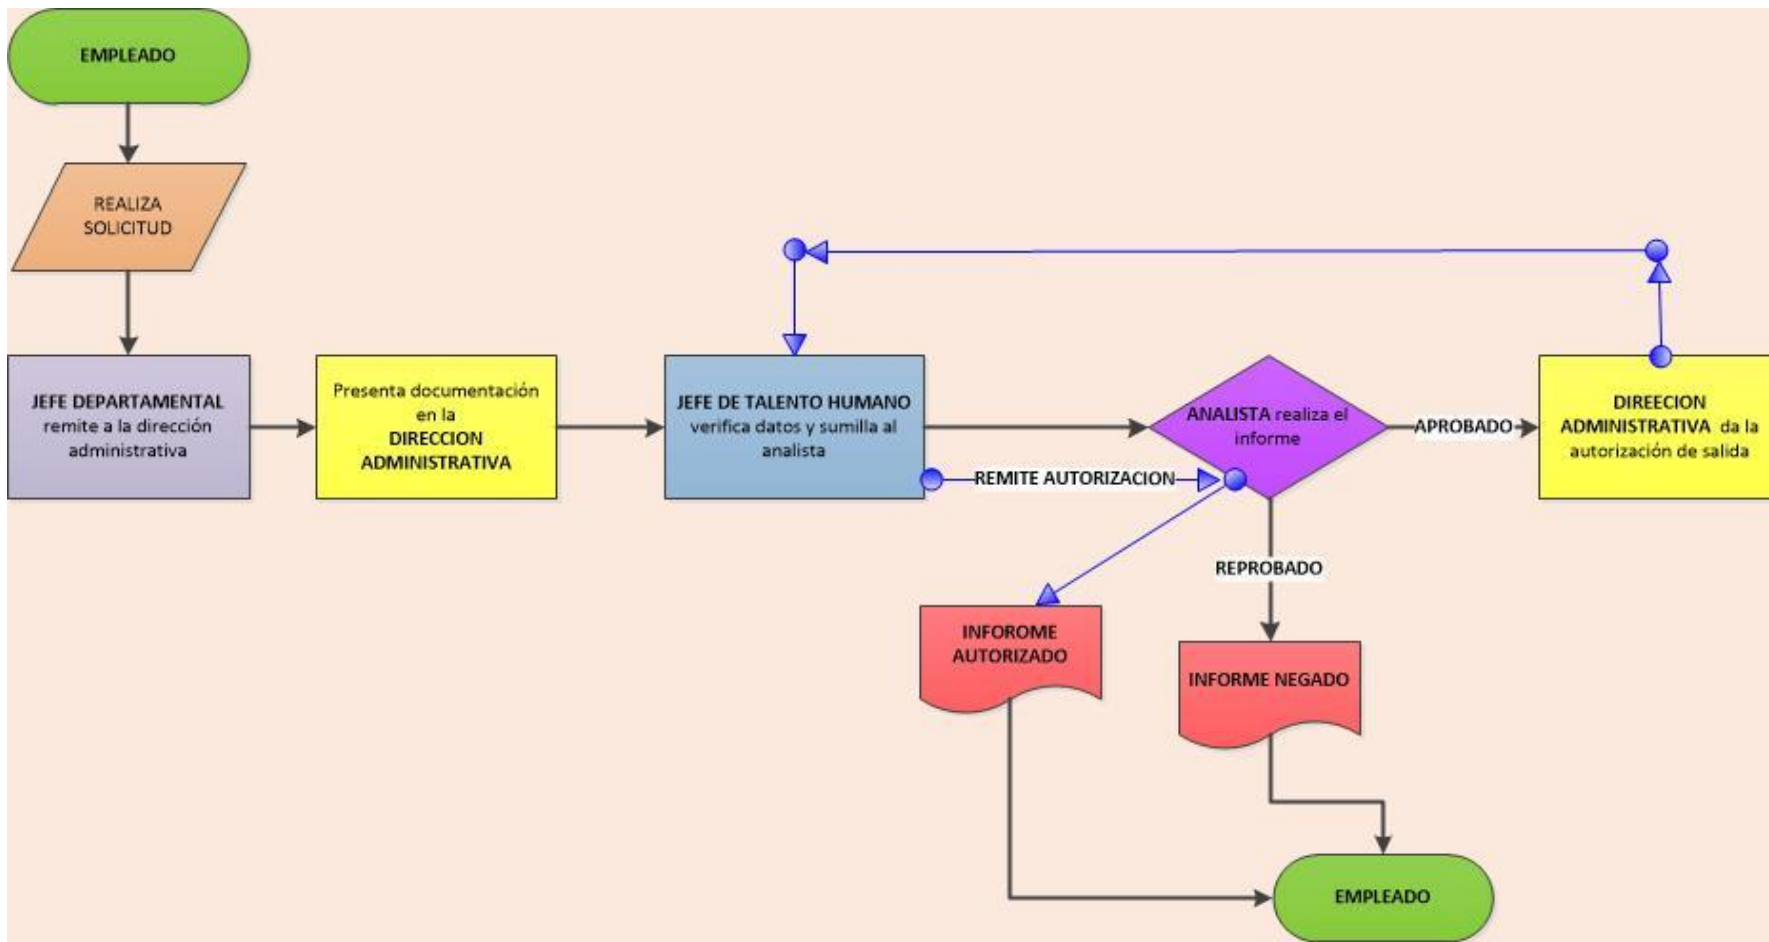 EMPLEADO
REALIZA
SOLICITUD
JEFE DEPARTAMENTAL
remite a la dirección
administrativa
Presenta documentación
en la
DIRECCION
ADMINISTRATIVA
JEFE DE TALENTO HUMANO
verifica datos y sumilla al
analista
ANALISTA realiza el
informe
APROBADO
DIREECION
ADMINISTRATIVA da la
autorización de salida
REMITE AUTORIZACION
REPROBADO
INFOROME
AUTORIZADO
INFORME NEGADO
EMPLEADO